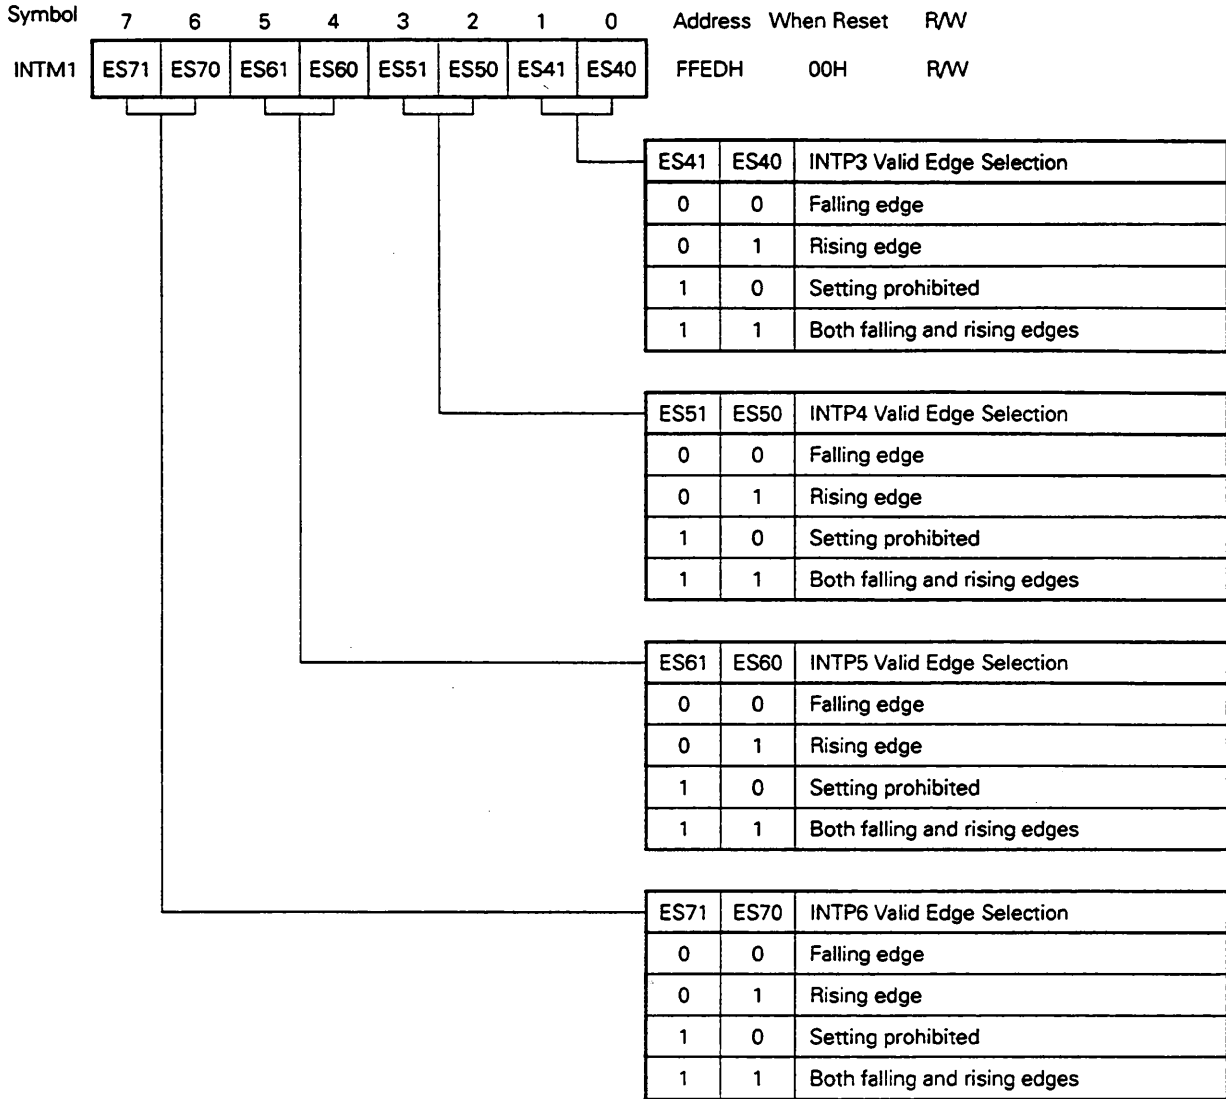 Symbol 7 6 5 4 3 2 1 0 Address When Reset R/W
INTM1 ES71 ES70 ES61 ES60 ES51 ES50 ES41 ES40 FFEDH 00H R/W
ES41 ES40 INTP3 Valid Edge Selection
0 0 Falling edge
0 1 Rising edge
1 0 Setting prohibited
1 1 Both falling and rising edges
ES51 ES50 INTP4 Valid Edge Selection
0 0 Falling edge
0 1 Rising edge
1 0 Setting prohibited
1 1 Both falling and rising edges
ES61 ES60 INTP5 Valid Edge Selection
0 0 Falling edge
0 1 Rising edge
1 0 Setting prohibited
1 1 Both falling and rising edges
ES71 ES70 INTP6 Valid Edge Selection
0 0 Falling edge
0 1 Rising edge
1 0 Setting prohibited
1 1 Both falling and rising edges